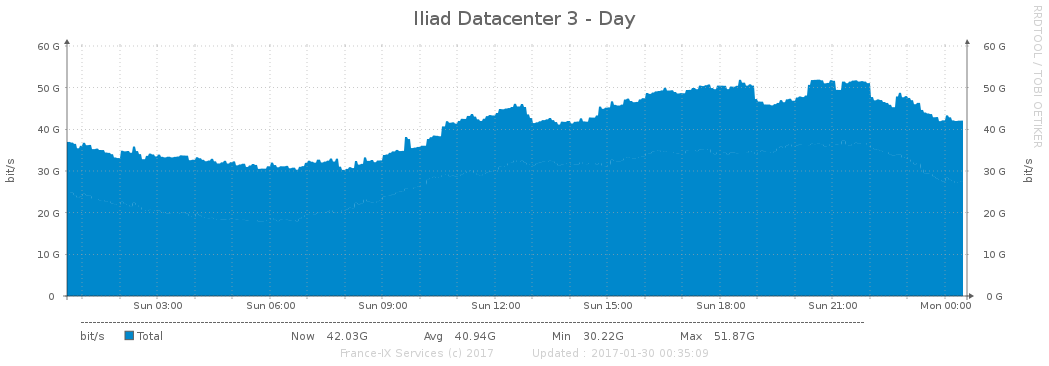 Iliad Datacenter 3 - Day
RRDTOOL / TOBI OETIKER
60 G 60 G
50 G 50 G
40 G 40 G
30 G 30 G
20 G 20 G
10 G 10 G
0 0 G
bit/s bit/s
Sun 03:00 Sun 06:00 Sun 09:00 Sun 12:00 Sun 15:00 Sun 18:00 Sun 21:00 Mon 00:00
bit/s Total Now 42.03G Avg 40.94G Min 30.22G Max 51.87G
France-IX Services (c) 2017 Updated : 2017-01-30 00:35:09